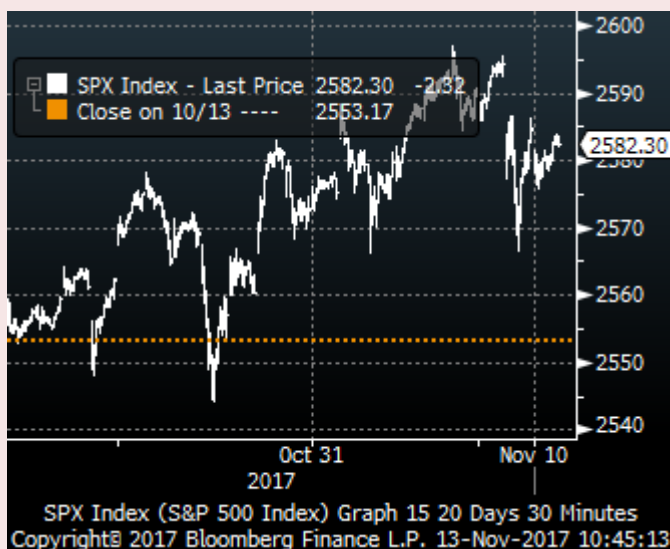 2600
SPX Index - Last Price 2582.30 -2.32
2590
Close on 10/13 ---- 2553.17
2582.30
2580
2570
2560
2550
2540
Oct 31 Nov 10
2017
SPX Index (S&P 500 Index) Graph 15 20 Days 30 Minutes
Copyright© 2017 Bloomberg Finance L.P. 13-Nov-2017 10:45:13